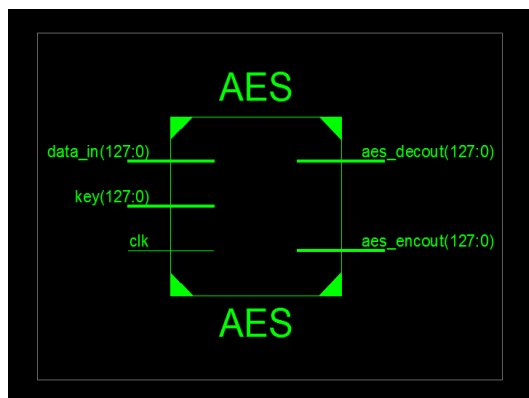 AES
data_in(127:0)
aes_decout(127:0)
key(127:0)
clk
aes_encout(127:0)
AES